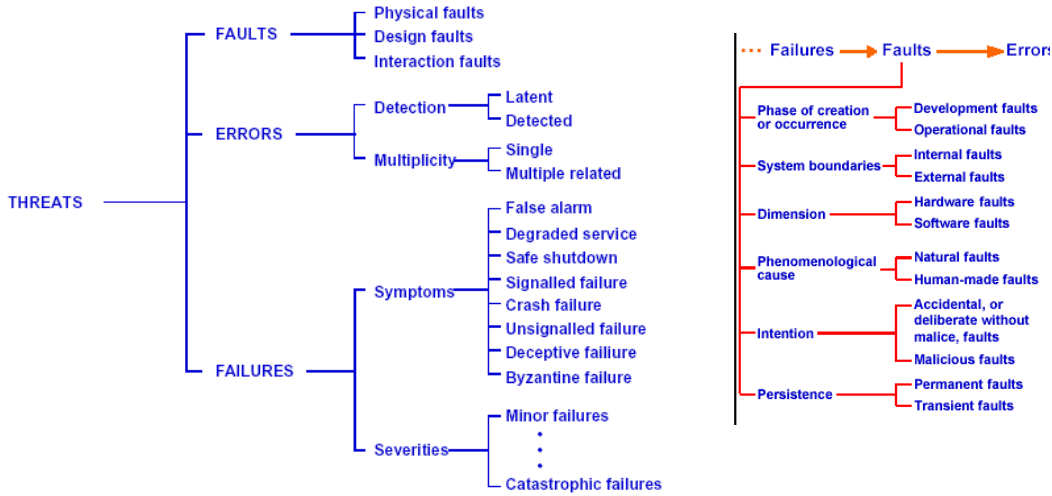 THREATS
FAULTS
Physical faults
Design faults
Interaction faults
ERRORS
Detection
Latent
Detected
Multiplicity
Single
Multiple related
FAILURES
Symptoms
False alarm
Degraded service
Safe shutdown
Signalled failure
Crash failure
Unsignalled failure
Deceptive failiure
Byzantine failure
Severities
Minor failures
Catastrophic failures
... Failures Faults Errors
Phase of creation
or occurrence
Development faults
Operational faults
System boundaries
Internal faults
External faults
Dimension
Hardware faults
Software faults
Phenomenological
cause
Natural faults
Human-made faults
Intention
Accidental, or
deliberate without
malice, faults
Malicious faults
Persistence
Permanent faults
Transient faults